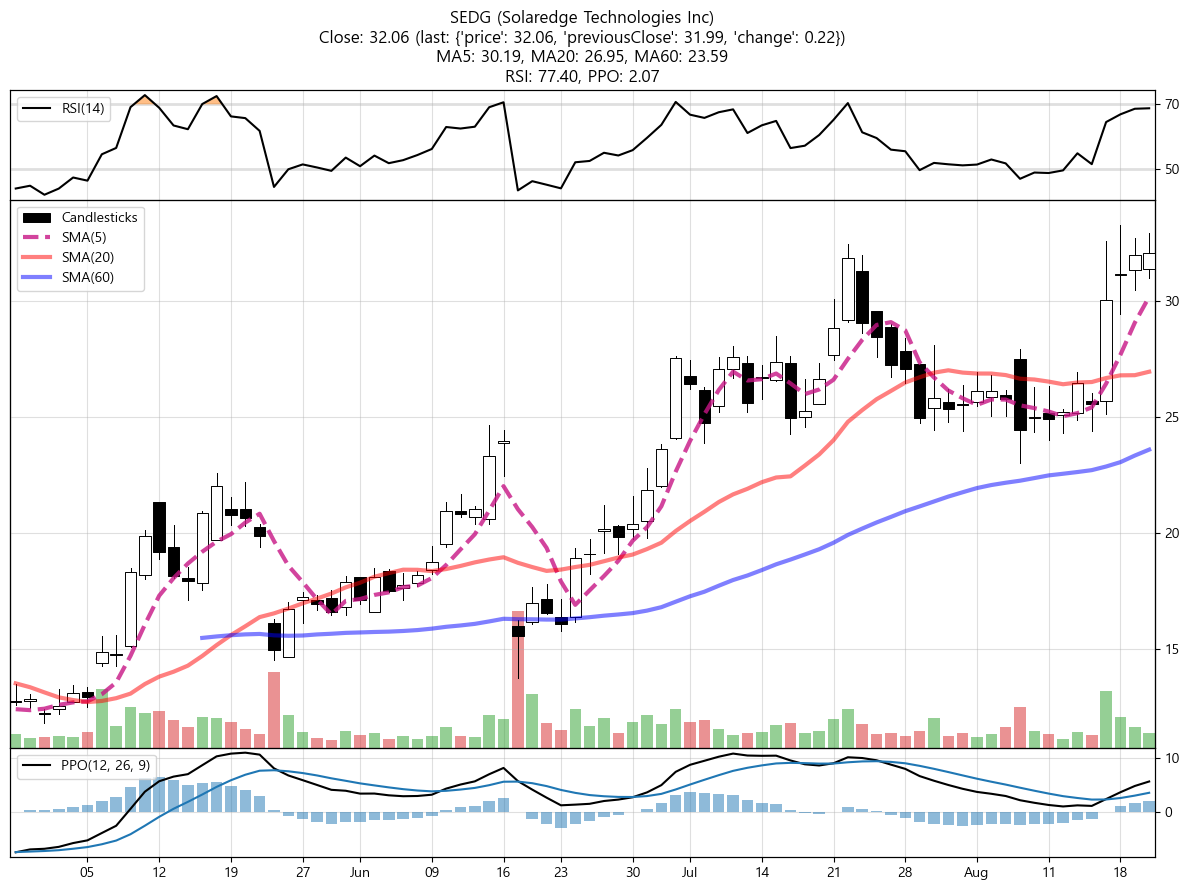 SEDG (Solaredge Technologies Inc)
Close: 32.06 (last: {'price': 32.06, 'previousClose': 31.99, 'change': 0.22})
MA5: 30.19, MA20: 26.95, MA60: 23.59
RSI: 77.40, PPO: 2.07
RSI(14)
70
50
Candlesticks
SMA(5)
SMA(20)
SMA(60)
30
25
20
15
PPO(12, 26, 9)
10
0
05 12 19 27 Jun 09 16 23 30 Jul 14 21 28 Aug 11 18